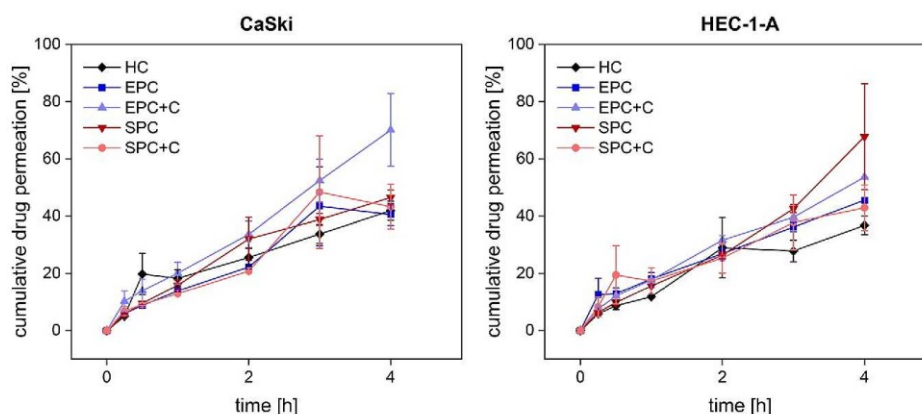 CaSki
HC
EPC
EPC+C
SPC
SPC+C
cumulative drug permeation [%]
100
80
60
40
20
0
0
2
4
time [h]
HEC-1-A
HC
EPC
EPC+C
SPC
SPC+C
cumulative drug permeation [%]
100
80
60
40
20
0
0
2
4
time [h]